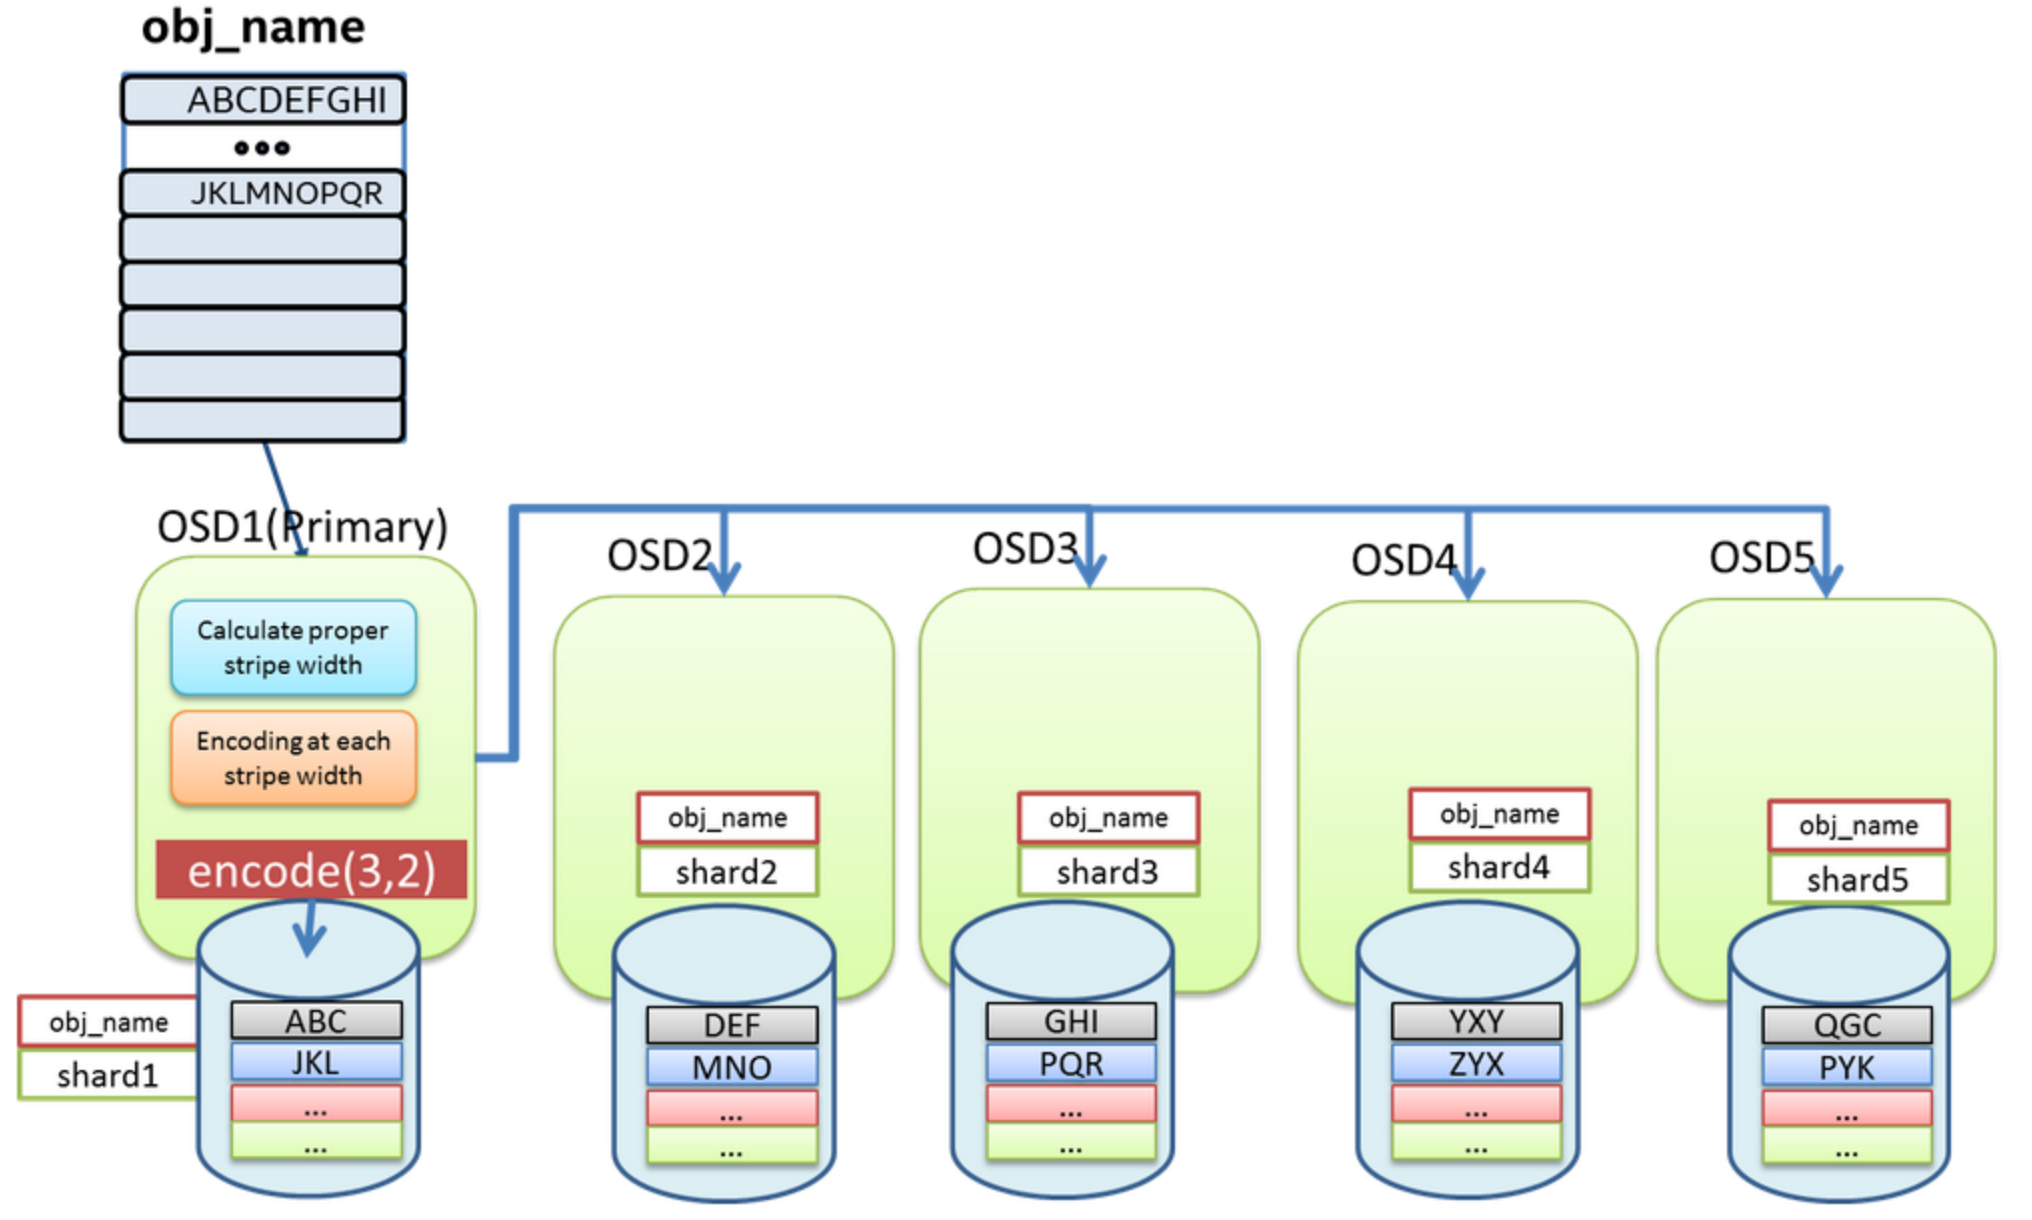 obj_name
ABCDEFGHI
•••
JKLMNOPQR
OSD1(Primary)
Calculate proper
stripe width
Encoding at each
stripe width
encode(3,2)
obj_name
shard1
ABC
JKL
...
...
OSD2
obj_name
shard2
DEF
MNO
...
...
OSD3
obj_name
shard3
GHI
PQR
...
...
OSD4
obj_name
shard4
YXY
ZYX
...
...
OSD5
obj_name
shard5
QGC
PYK
...
...